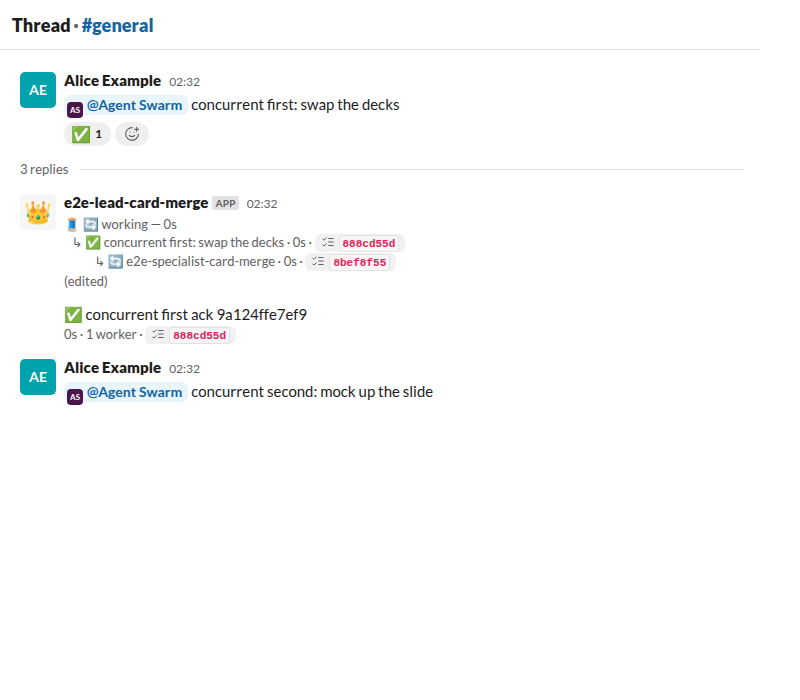 Thread • #general
AE
Alice Example 02:32
AS @Agent Swarm concurrent first: swap the decks
✅ 1
3 replies
e2e-lead-card-merge APP 02:32
🧵 🔄 working — 0s
↳ ✅ concurrent first: swap the decks · 0s · 888cd55d
↳ 🔄 e2e-specialist-card-merge · 0s · 8bef8f55
(edited)
✅ concurrent first ack 9a124ffe7ef9
0s · 1 worker · 888cd55d
AE
Alice Example 02:32
AS @Agent Swarm concurrent second: mock up the slide